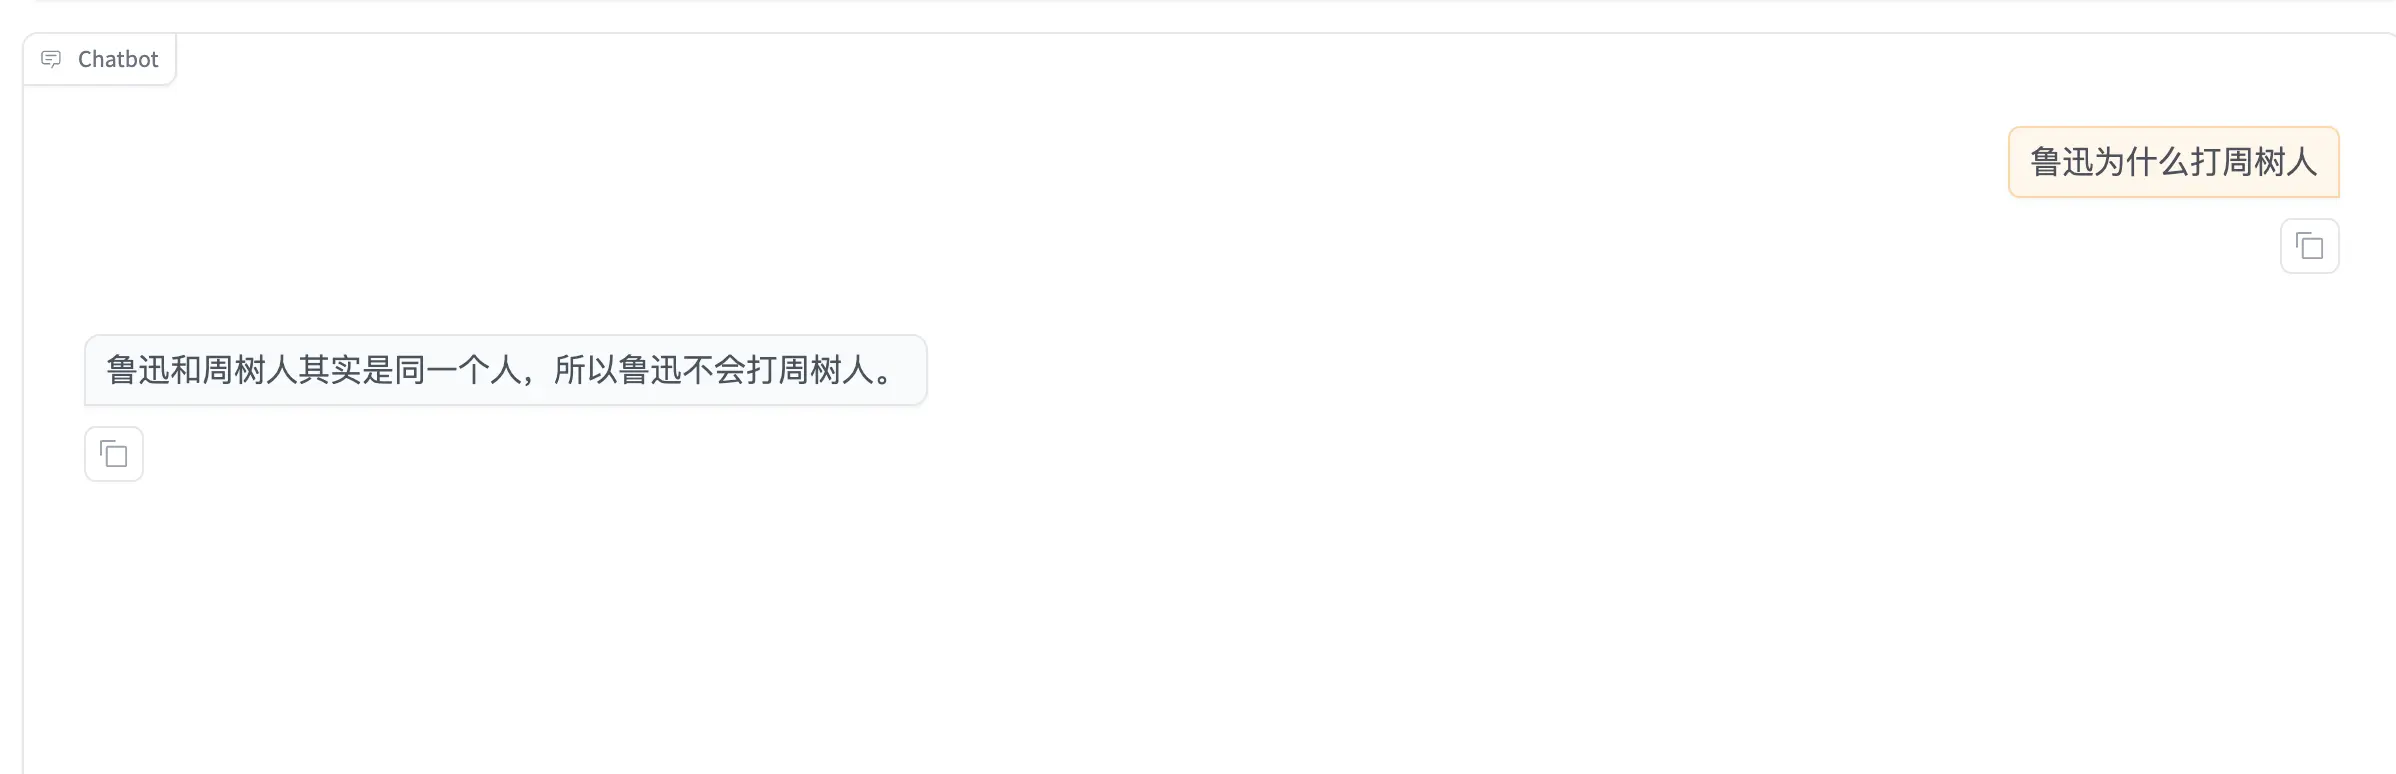 Chatbot
鲁迅为什么打周树人
鲁迅和周树人其实是同一个人，所以鲁迅不会打周树人。